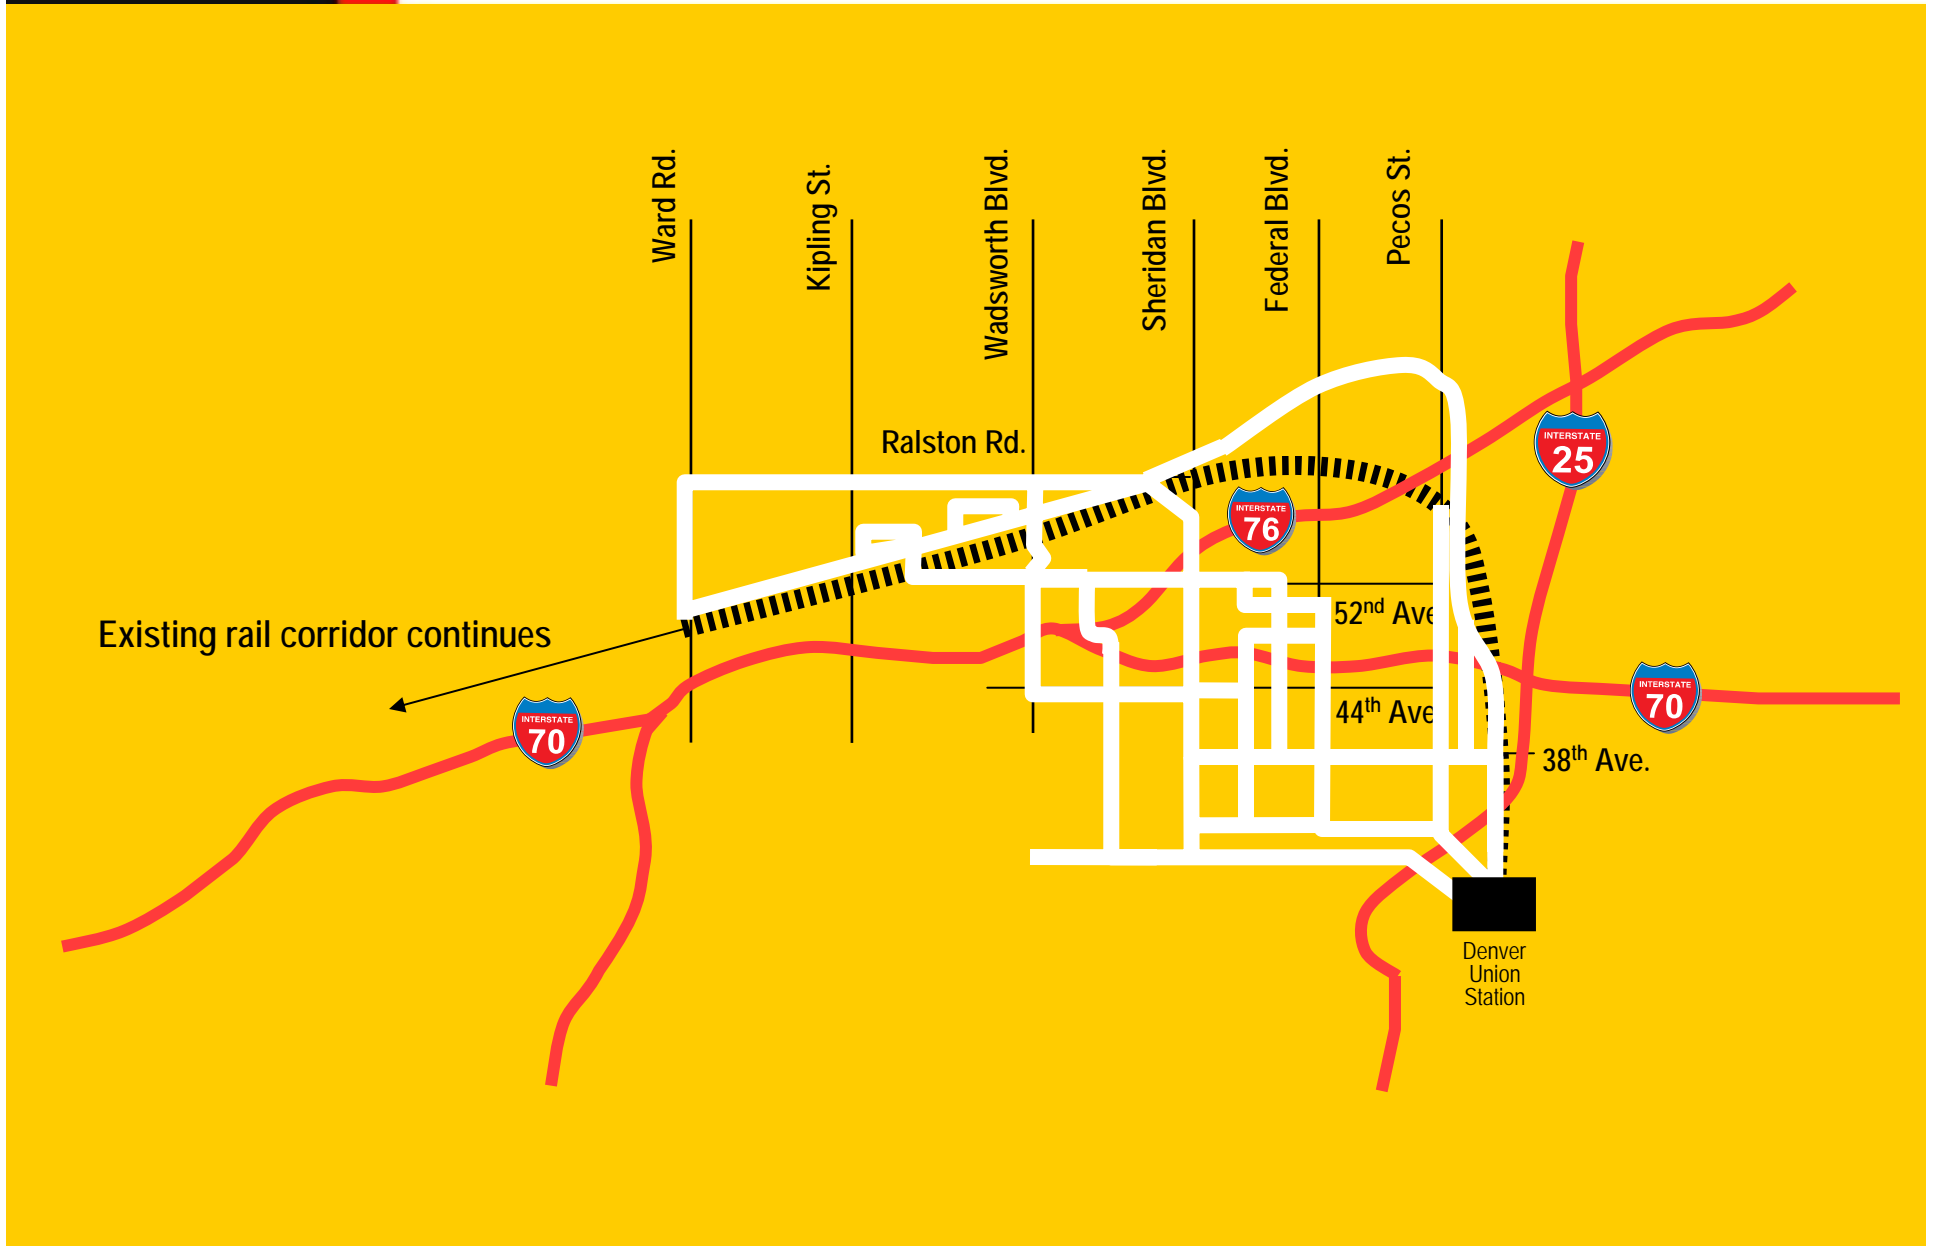 Ward Rd.
Kipling St.
Wadsworth Blvd.
Sheridan Blvd.
Federal Blvd.
Pecos St.
Ralston Rd.
INTERSTATE
25
INTERSTATE
76
52nd Ave
Existing rail corridor continues
INTERSTATE
70
INTERSTATE
70
44th Ave
38th Ave.
Denver
Union
Station